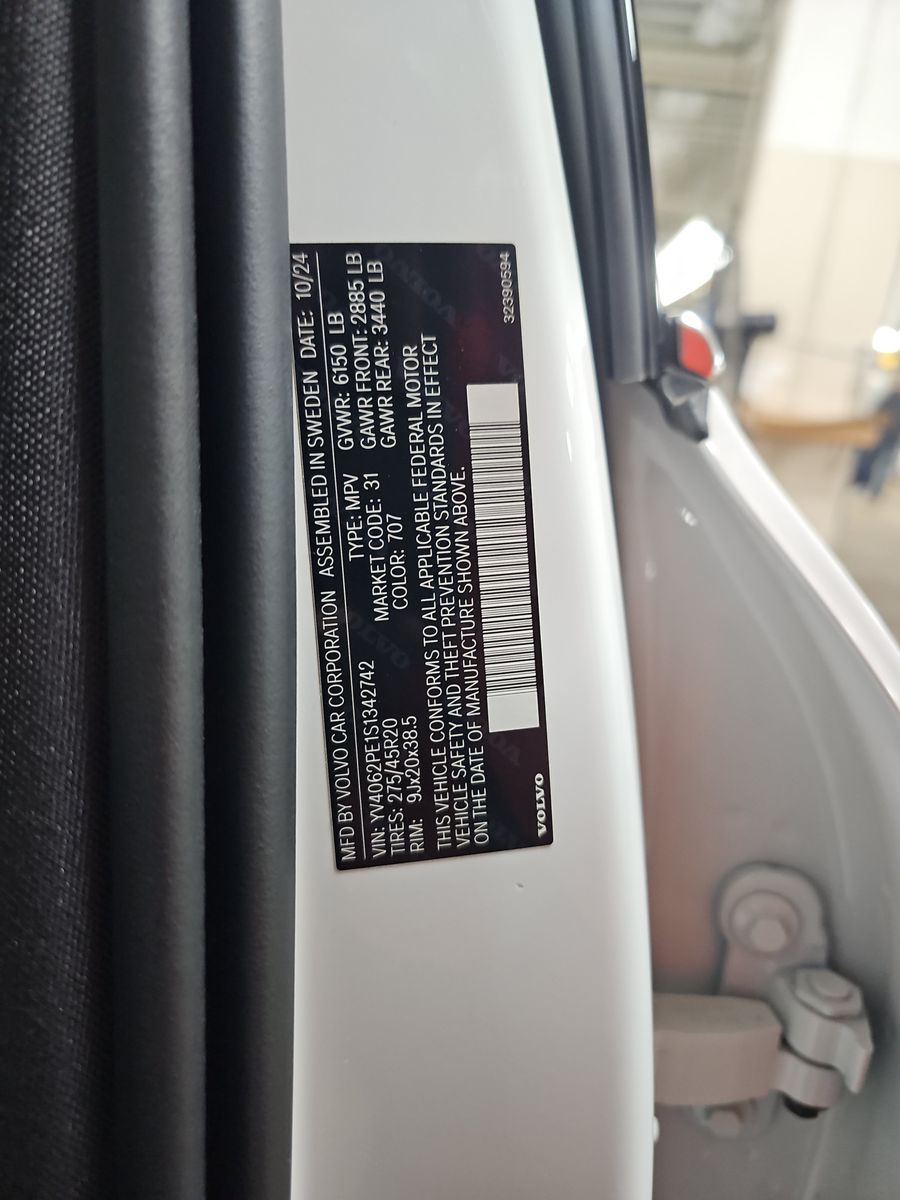 MFD BY VOLVO CAR CORPORATION ASSEMBLED IN SWEDEN DATE: 10/24
VIN: YV4062PE1S1342742 TYPE: MPV GVWR: 6150 LB
TIRES: 275/45R20 MARKET CODE: 31 GAWR FRONT: 2885 LB
RIM: 9Jx20x38.5 COLOR: 707 GAWR REAR: 3440 LB
THIS VEHICLE CONFORMS TO ALL APPLICABLE FEDERAL MOTOR
VEHICLE SAFETY AND THEFT PREVENTION STANDARDS IN EFFECT
ON THE DATE OF MANUFACTURE SHOWN ABOVE.
VOLVO 32390594